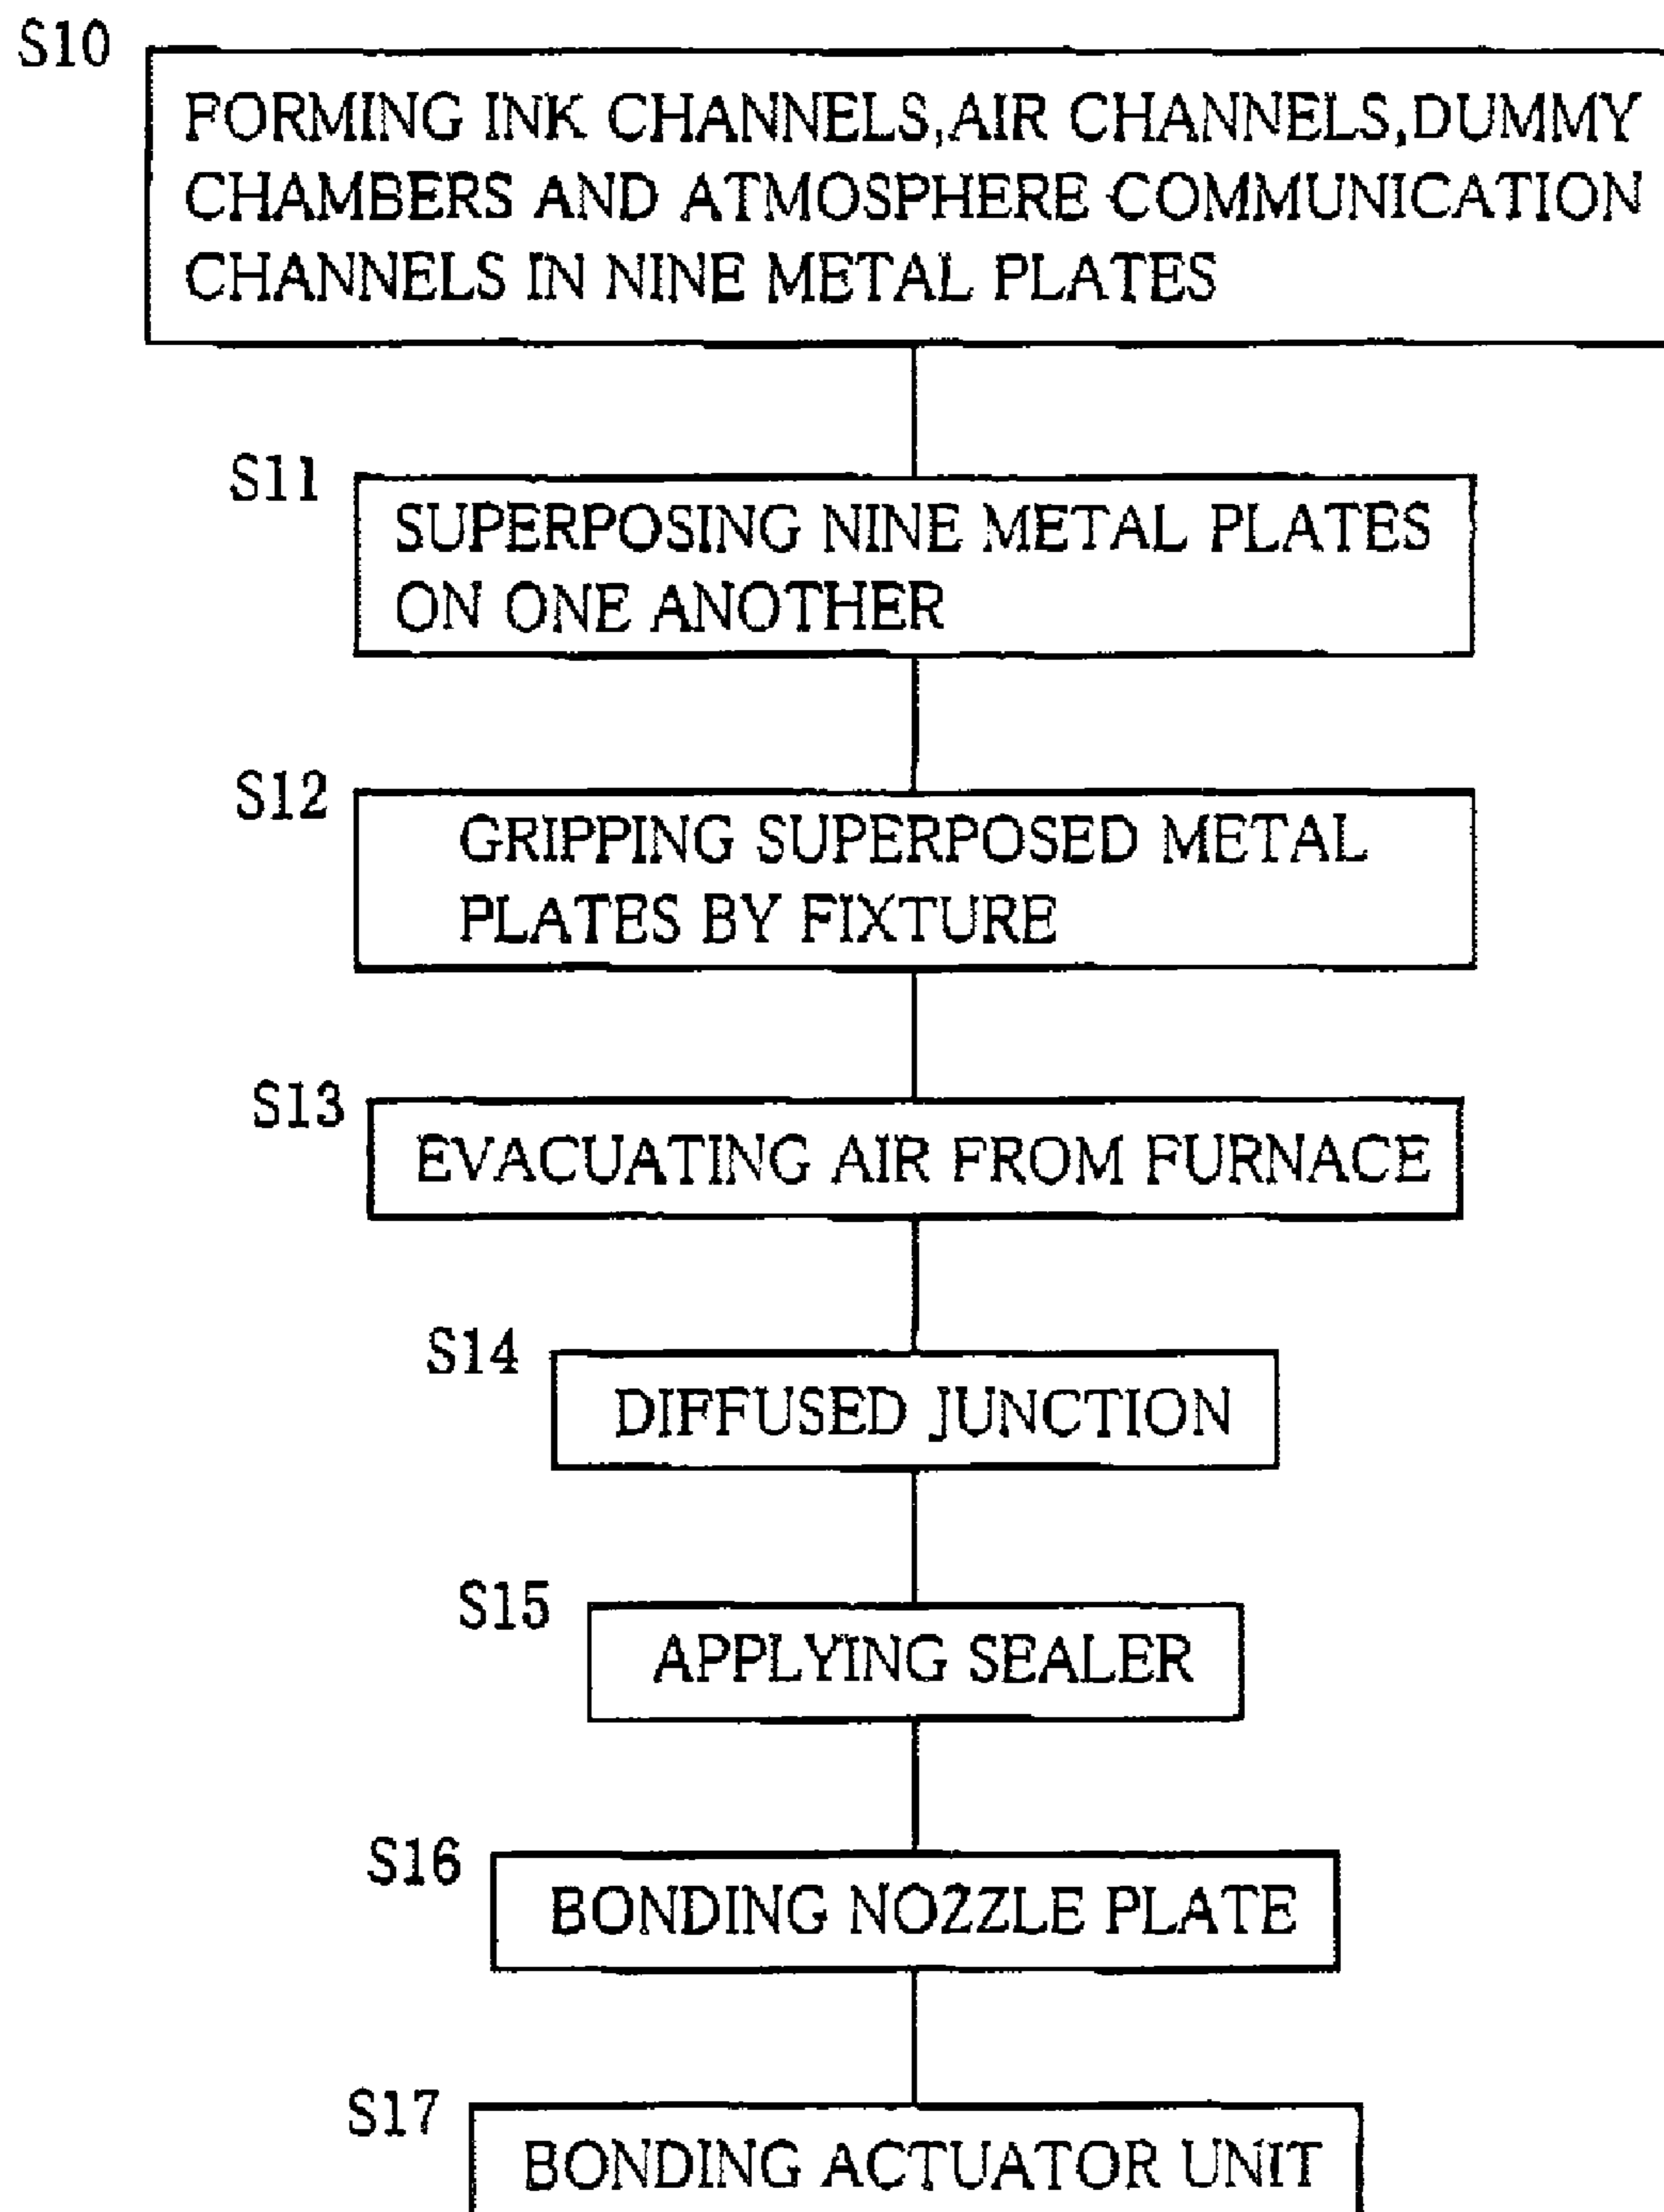 S10
FORMING INK CHANNELS,AIR CHANNELS,DUMMY
CHAMBERS AND ATMOSPHERE COMMUNICATION
CHANNELS IN NINE METAL PLATES
S11
SUPERPOSING NINE METAL PLATES
ON ONE ANOTHER
S12
GRIPPING SUPERPOSED METAL
PLATES BY FIXTURE
S13
EVACUATING AIR FROM FURNACE
S14
DIFFUSED JUNCTION
S15
APPLYING SEALER
S16
BONDING NOZZLE PLATE
S17
BONDING ACTUATOR UNIT